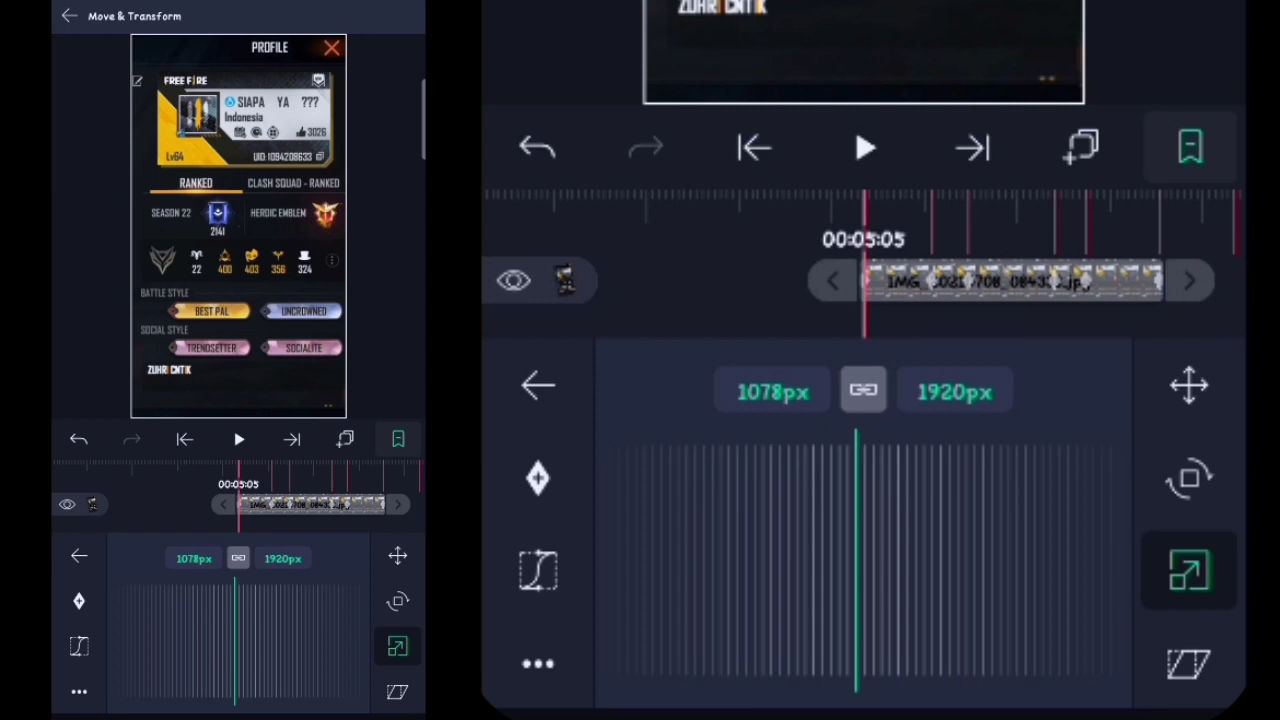 Move & Transform
PROFILE
FREE FIRE
SIAPA YA ???
Indonesia
3026
Lv64
UID: 1094208633
RANKED
CLASH SQUAD - RANKED
SEASON 22
2141
HEROIC EMBLEM
22 400 403 356 324
BATTLE STYLE
BEST PAL
UNCROWNED
SOCIAL STYLE
TRENDSETTER
SOCIALITE
ZUHRI CNTIK
00:05:05
1078px
1920px
ZUHRI CNTIK
00:05:05
1078px
1920px